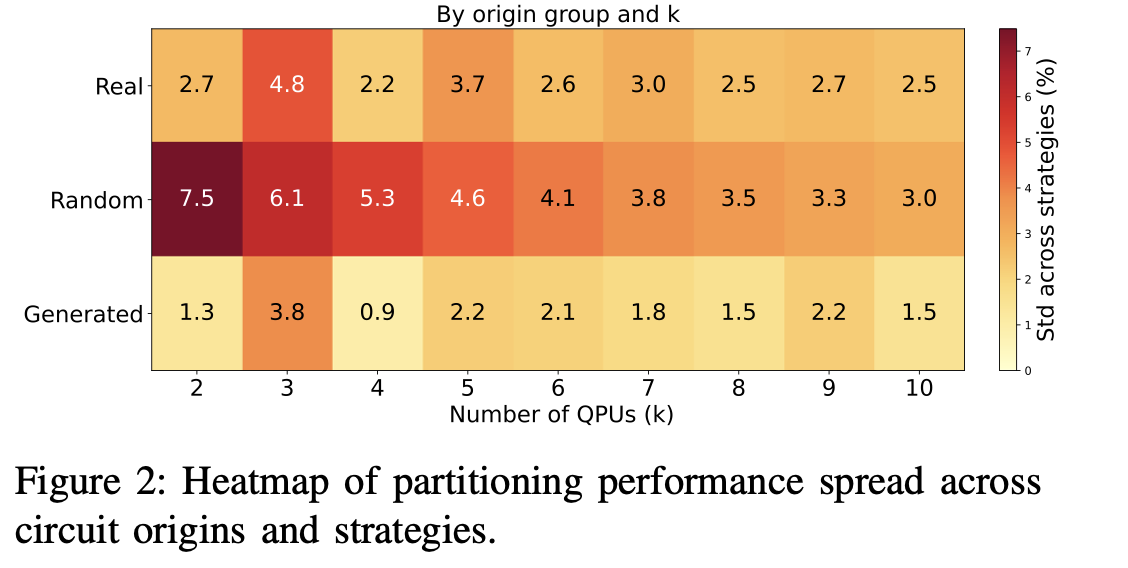 By origin group and k
Real 2.7 4.8 2.2 3.7 2.6 3.0 2.5 2.7 2.5
Random 7.5 6.1 5.3 4.6 4.1 3.8 3.5 3.3 3.0
Generated 1.3 3.8 0.9 2.2 2.1 1.8 1.5 2.2 1.5
2 3 4 5 6 7 8 9 10
Number of QPUs (k)
7
6
5
4
3
2
1
0
Std across strategies (%)
Figure 2: Heatmap of partitioning performance spread across
circuit origins and strategies.